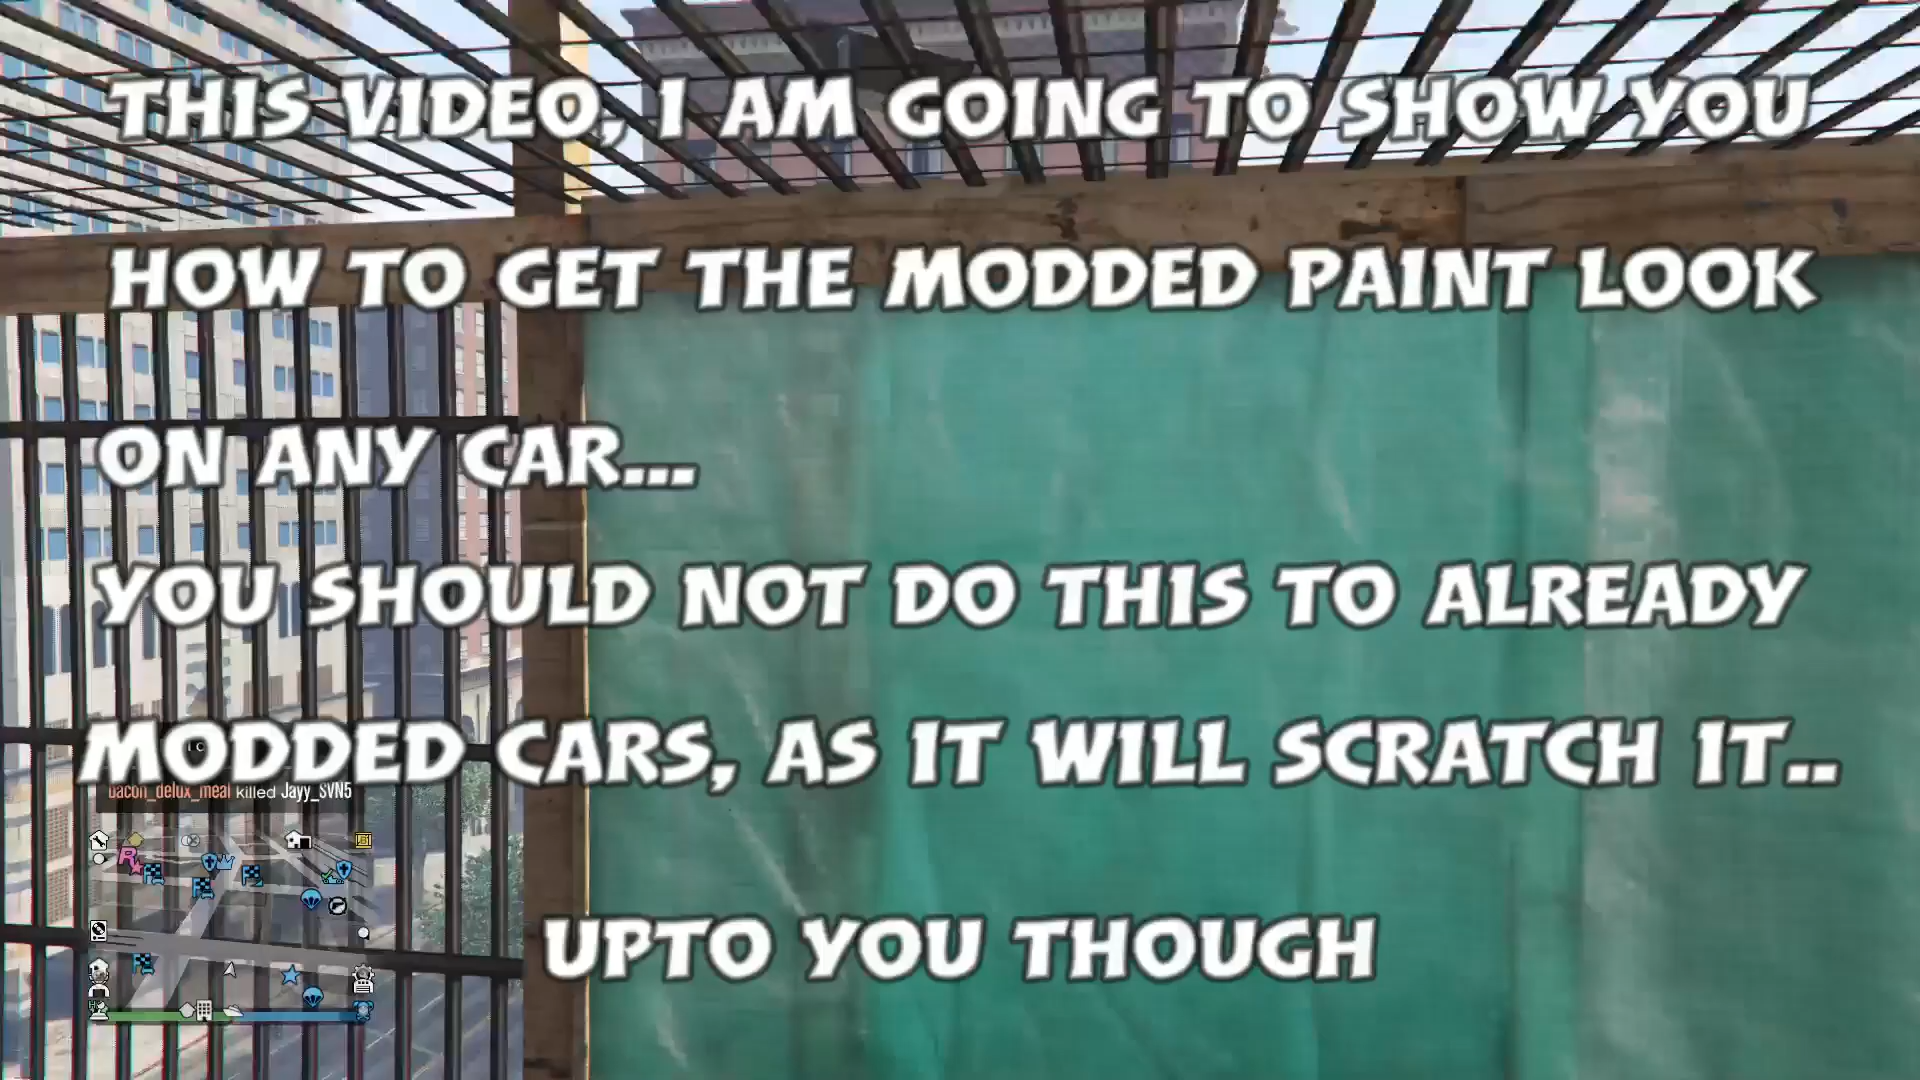 THIS VIDEO, I AM GOING TO SHOW YOU
HOW TO GET THE MODDED PAINT LOOK
ON ANY CAR...
YOU SHOULD NOT DO THIS TO ALREADY
MODDED CARS, AS IT WILL SCRATCH IT..
bacon_delux_meal killed Jayy_SVN5
UPTO YOU THOUGH